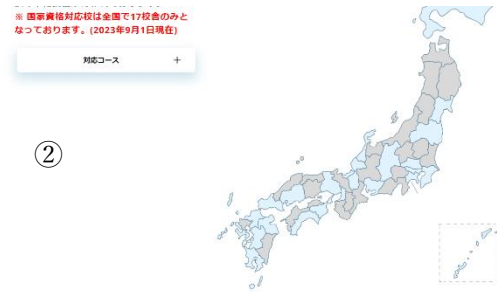 ※ 国家資格対応校は全国で17校舎のみと
なっております。(2023年9月1日現在)
対応コース +
②